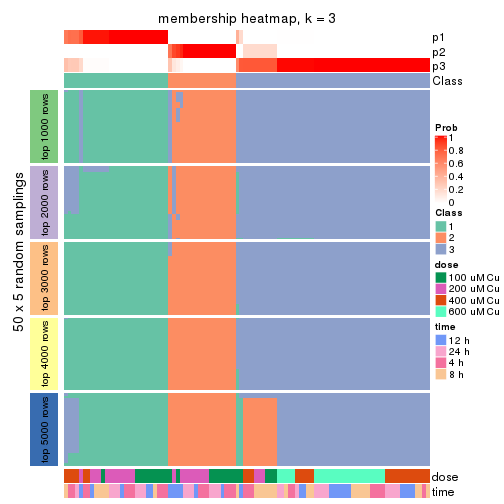 membership heatmap, k = 3
p1
p2
p3
Class
50 x 5 random samplings
top 1000 rows
top 2000 rows
top 3000 rows
top 4000 rows
top 5000 rows
dose
time
Prob
1
0.8
0.6
0.4
0.2
0
Class
1
2
3
dose
100 uM Cu
200 uM Cu
400 uM Cu
600 uM Cu
time
12 h
24 h
4 h
8 h